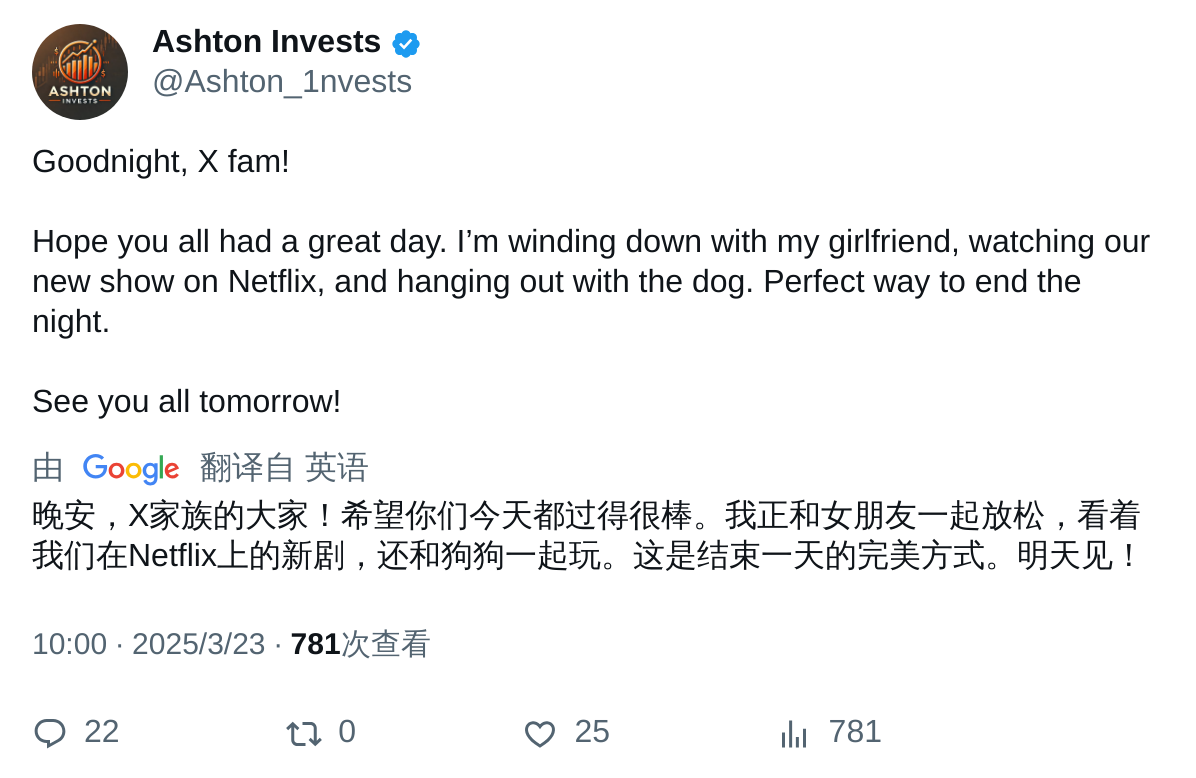 Ashton Invests
@Ashton_1nvests
ASHTON
INVESTS
Goodnight, X fam!
Hope you all had a great day. I’m winding down with my girlfriend, watching our
new show on Netflix, and hanging out with the dog. Perfect way to end the
night.
See you all tomorrow!
由 Google 翻译自 英语
晚安，X家族的大家！希望你们今天都过得很棒。我正和女朋友一起放松，看着
我们在Netflix上的新剧，还和狗狗一起玩。这是结束一天的完美方式。明天见！
10:00 · 2025/3/23 · 781次查看
22 0 25 781